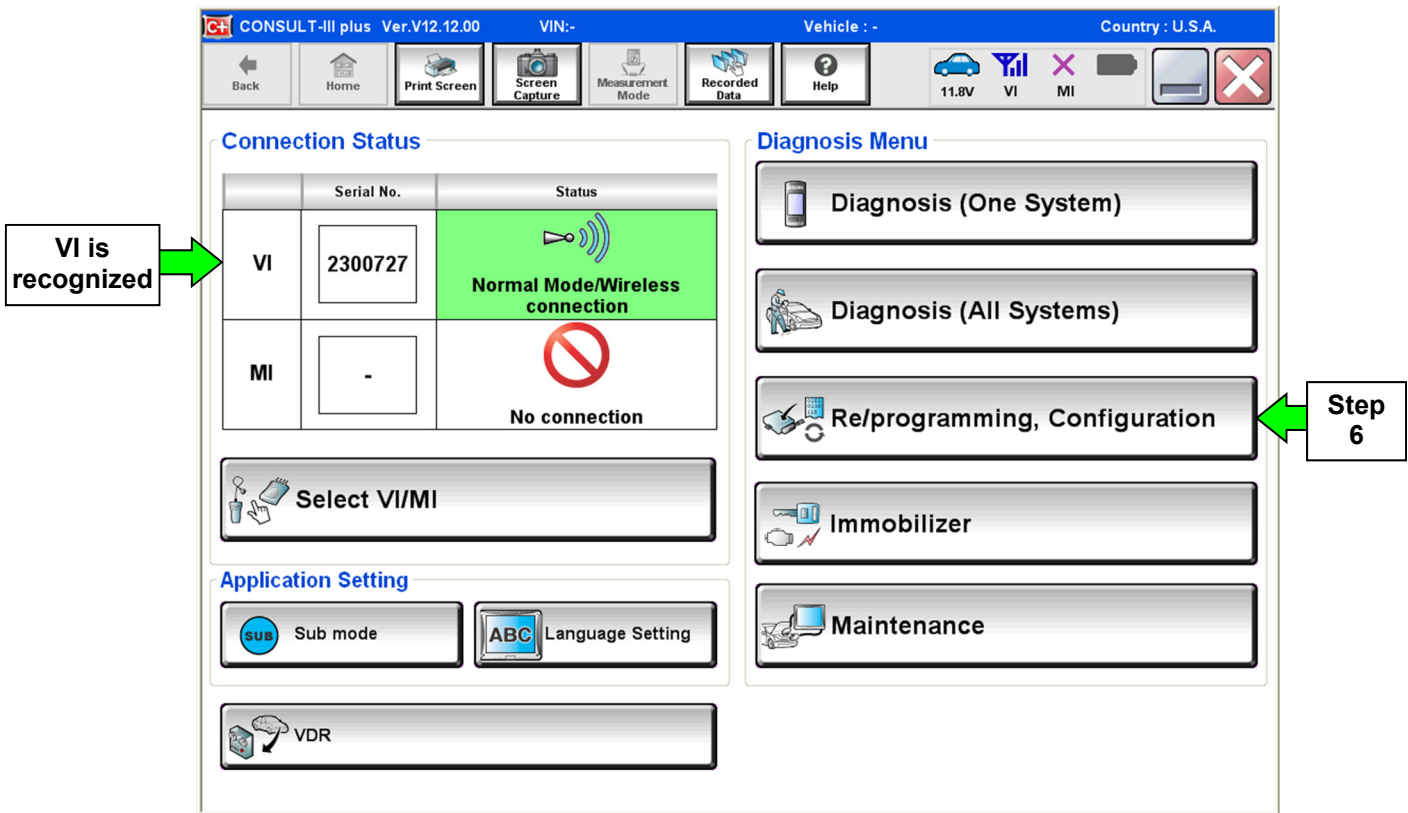 C+ CONSULT-III plus Ver.V12.12.00 VIN:- Vehicle : - Country : U.S.A.
Back
Home
Print Screen
Screen
Capture
Measurement
Mode
Recorded
Data
Help
11.8V
VI
MI
Connection Status
Serial No. Status
VI is
recognized
VI
2300727
Normal Mode/Wireless
connection
MI
-
No connection
Select VI/MI
Application Setting
SUB Sub mode
ABC Language Setting
VDR
Diagnosis Menu
Diagnosis (One System)
Diagnosis (All Systems)
Re/programming, Configuration
Step
6
Immobilizer
Maintenance